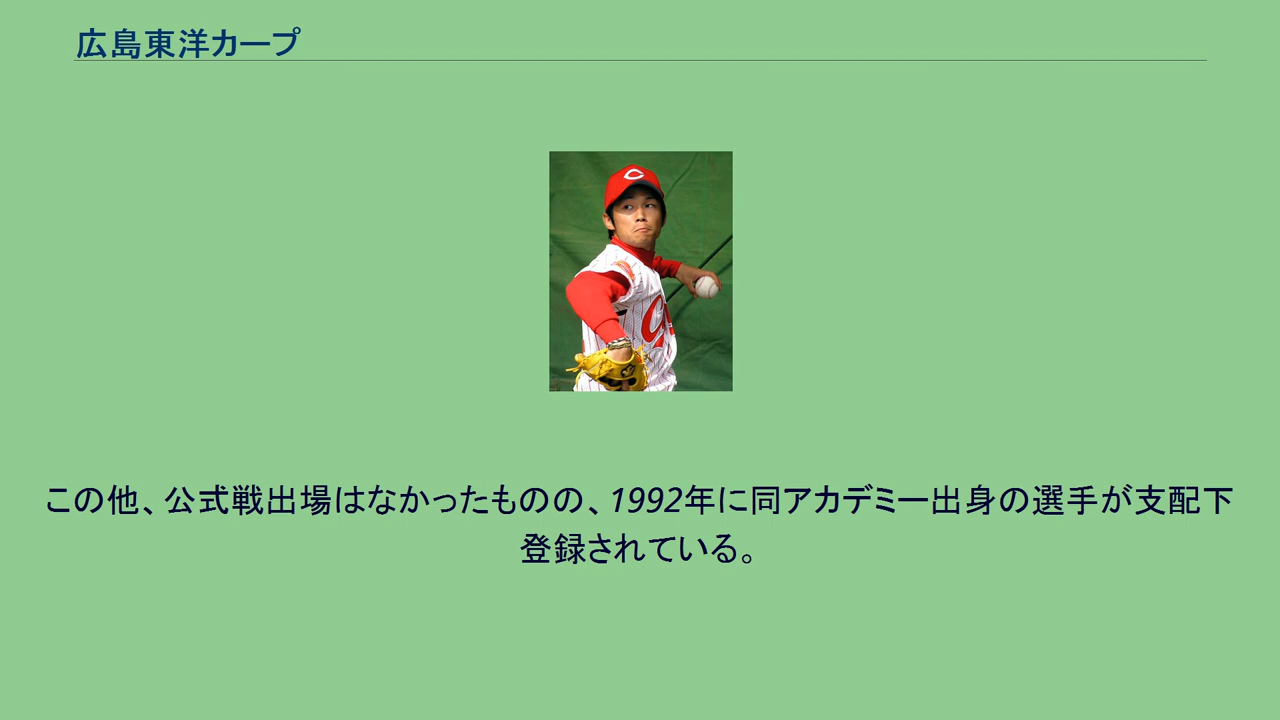 広島東洋カープ
C
この他、公式戦出場はなかったものの、1992年に同アカデミー出身の選手が支配下
登録されている。